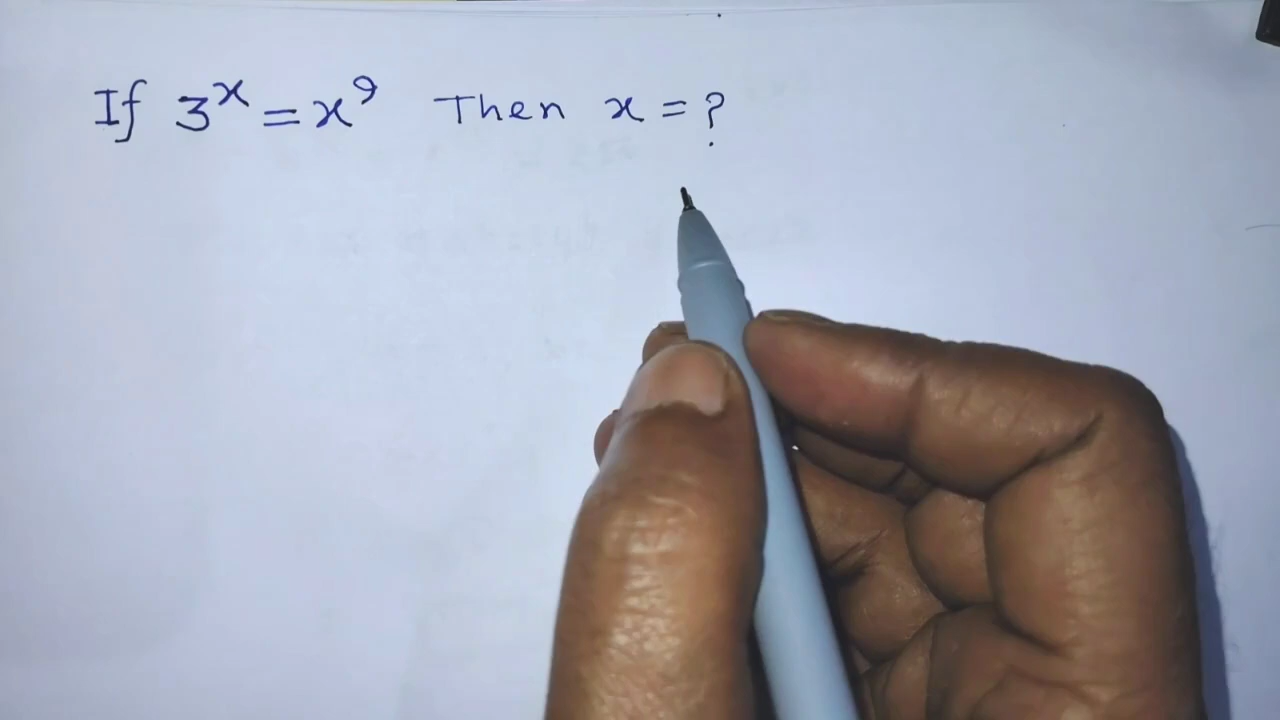 If 3^x = x^9 Then x = ?